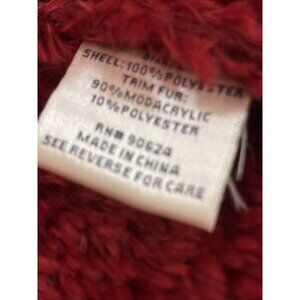 SHELL:100%POLYESTER
TRIM FUR:
90%MODACRYLIC
10%POLYESTER
RN# 90624
MADE IN CHINA
SEE REVERSE FOR CARE